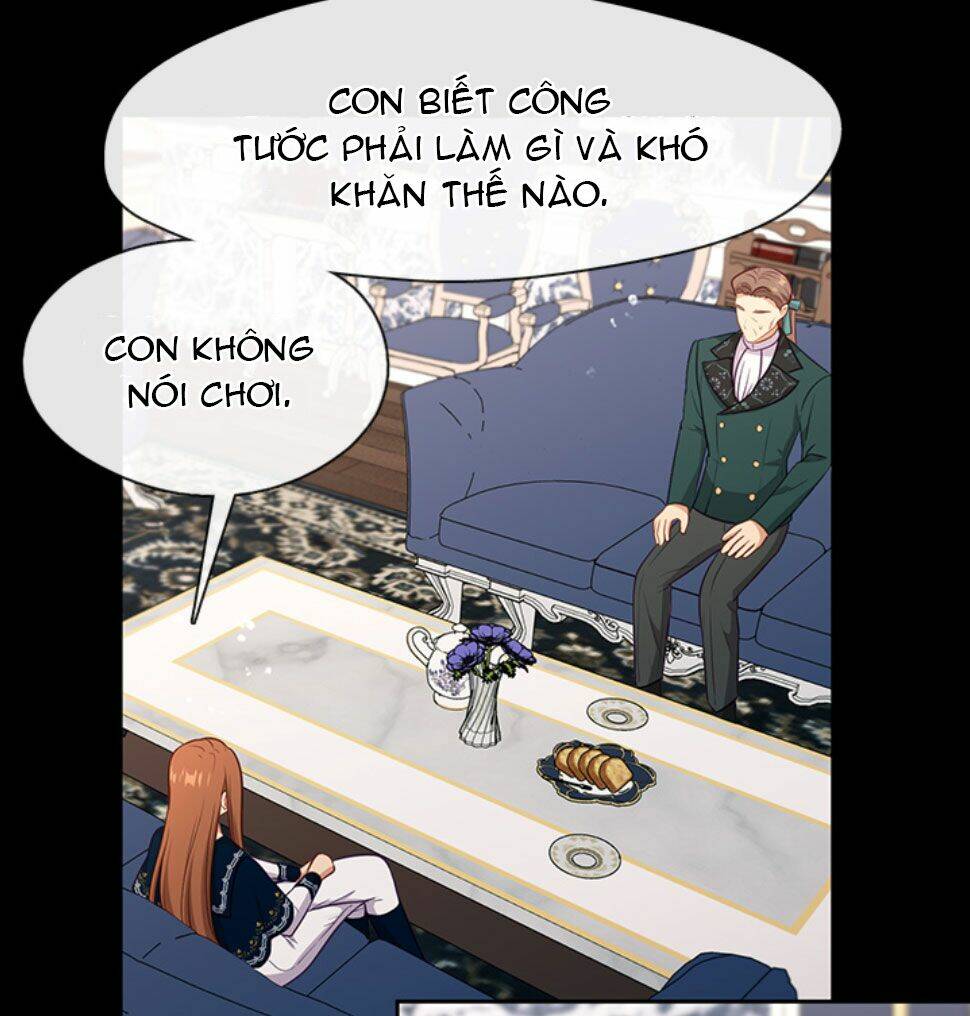 CON BIẾT CÔNG
TƯỚC PHẢI LÀM GÌ VÀ KHÓ
KHĂN THẾ NÀO.
CON KHÔNG
NÓI CHƠI.